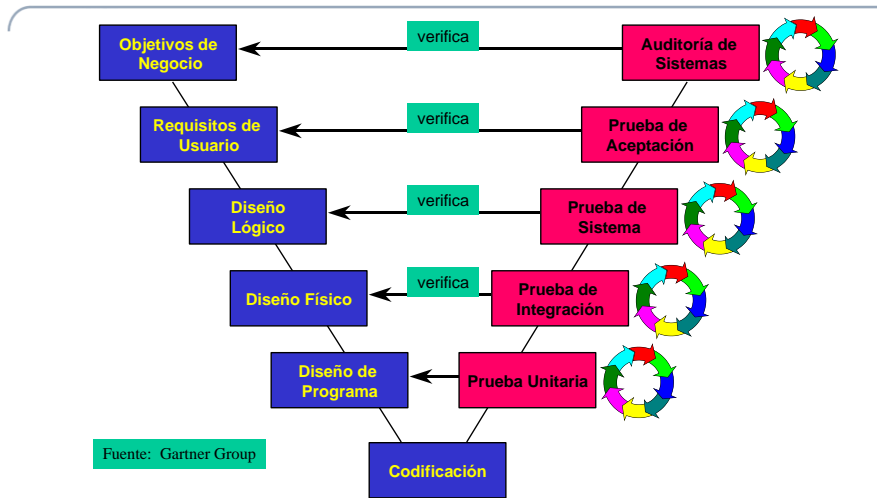 Objetivos de
Negocio
verifica
Auditoría de
Sistemas
Requisitos de
Usuario
verifica
Prueba de
Aceptación
Diseño
Lógico
verifica
Prueba de
Sistema
Diseño Físico
verifica
Prueba de
Integración
Diseño de
Programa
Prueba Unitaria
Fuente: Gartner Group
Codificación